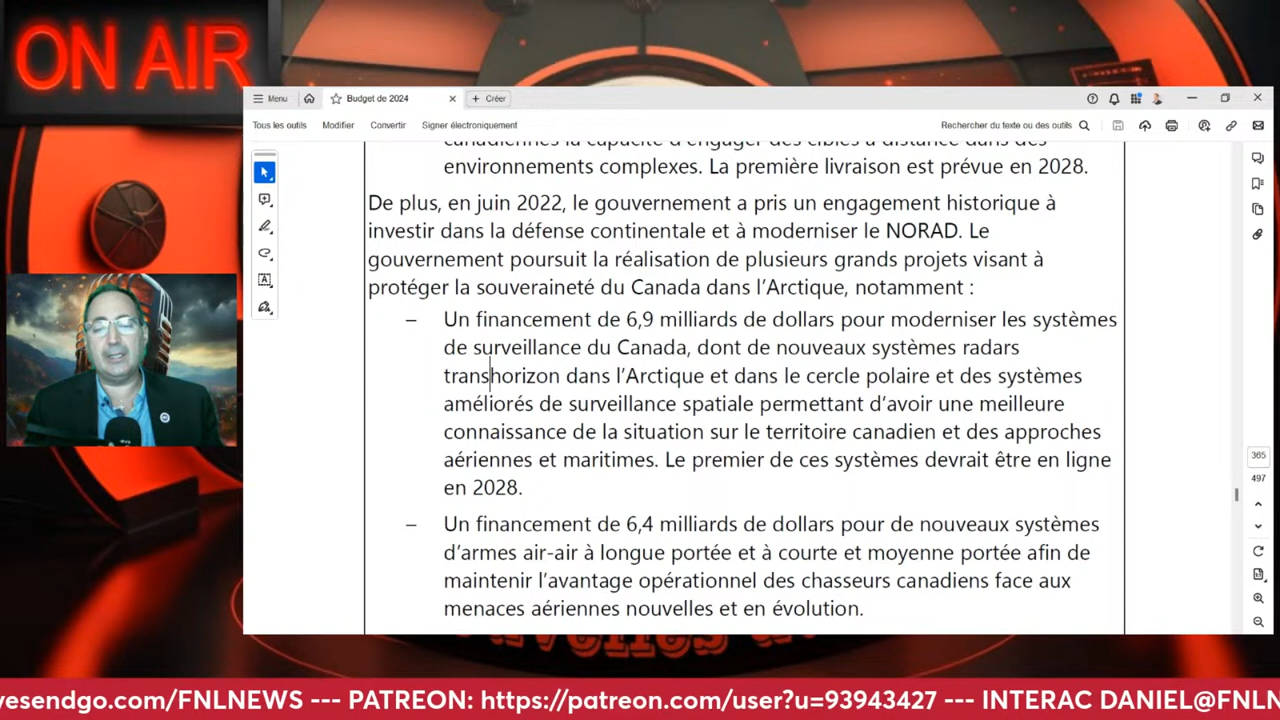 ON AIR
Menu
Budget de 2024
Créer
Tous les outils
Modifier
Convertir
Signer électroniquement
Rechercher du texte ou des outils
environnements complexes. La première livraison est prévue en 2028.
De plus, en juin 2022, le gouvernement a pris un engagement historique à
investir dans la défense continentale et à moderniser le NORAD. Le
gouvernement poursuit la réalisation de plusieurs grands projets visant à
protéger la souveraineté du Canada dans l’Arctique, notamment :
– Un financement de 6,9 milliards de dollars pour moderniser les systèmes
de surveillance du Canada, dont de nouveaux systèmes radars
transhorizon dans l’Arctique et dans le cercle polaire et des systèmes
améliorés de surveillance spatiale permettant d’avoir une meilleure
connaissance de la situation sur le territoire canadien et des approches
aériennes et maritimes. Le premier de ces systèmes devrait être en ligne
en 2028.
– Un financement de 6,4 milliards de dollars pour de nouveaux systèmes
d’armes air-air à longue portée et à courte et moyenne portée afin de
maintenir l’avantage opérationnel des chasseurs canadiens face aux
menaces aériennes nouvelles et en évolution.
365
497
vesendgo.com/FNLNEWS --- PATREON: https://patreon.com/user?u=93943427 --- INTERAC DANIEL@FNLN